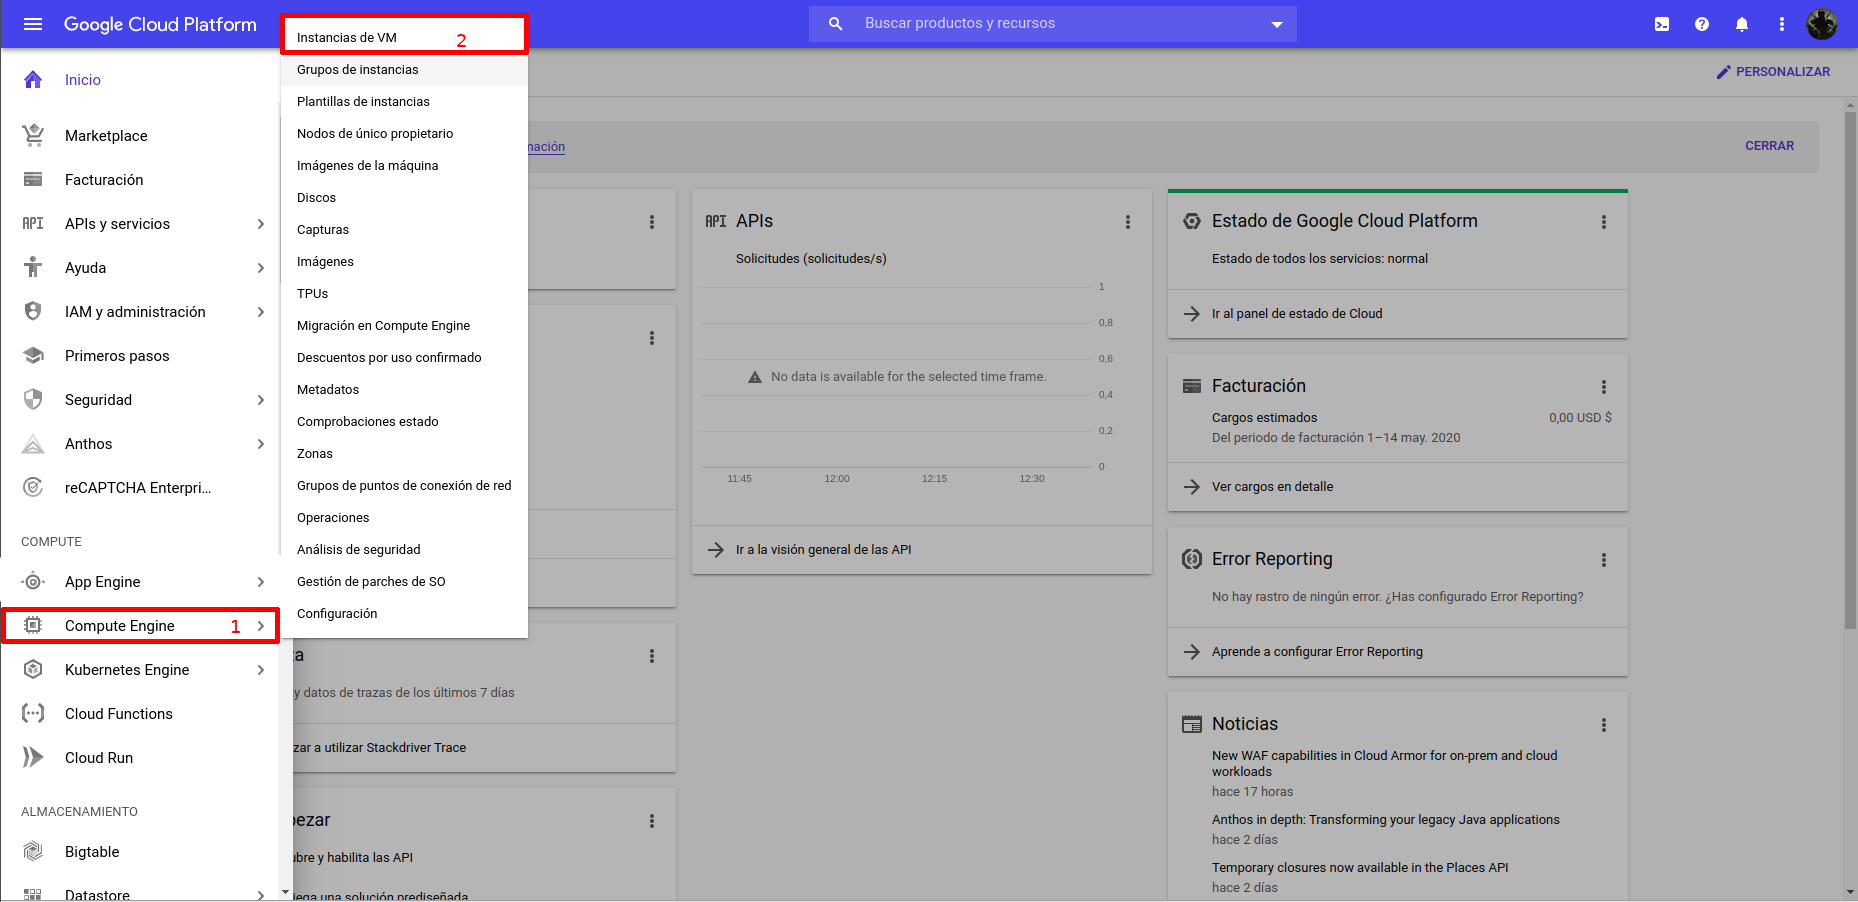 Google Cloud Platform
Buscar productos y recursos
Inicio
Marketplace
Facturación
API APIs y servicios
Ayuda
IAM y administración
Primeros pasos
Seguridad
Anthos
reCAPTCHA Enterpri...
COMPUTE
App Engine
Compute Engine 1
Kubernetes Engine
Cloud Functions
Cloud Run
ALMACENAMIENTO
Bigtable
Datastore
Instancias de VM 2
Grupos de instancias
Plantillas de instancias
Nodos de único propietario
Imágenes de la máquina
Discos
Capturas
Imágenes
TPUs
Migración en Compute Engine
Descuentos por uso confirmado
Metadatos
Comprobaciones estado
Zonas
Grupos de puntos de conexión de red
Operaciones
Análisis de seguridad
Gestión de parches de SO
Configuración
PERSONALIZAR
mación
CERRAR
za
y datos de trazas de los últimos 7 días
zar a utilizar Stackdriver Trace
pezar
ubre y habilita las API
iega una solución prediseñada
API APIs
Solicitudes (solicitudes/s)
1
0,8
0,6
No data is available for the selected time frame.
0,4
0,2
0
11:45 12:00 12:15 12:30
Ir a la visión general de las API
Estado de Google Cloud Platform
Estado de todos los servicios: normal
Ir al panel de estado de Cloud
Facturación
Cargos estimados 0,00 USD $
Del periodo de facturación 1–14 may. 2020
Ver cargos en detalle
Error Reporting
No hay rastro de ningún error. ¿Has configurado Error Reporting?
Aprende a configurar Error Reporting
Noticias
New WAF capabilities in Cloud Armor for on-prem and cloud
workloads
hace 17 horas
Anthos in depth: Transforming your legacy Java applications
hace 2 días
Temporary closures now available in the Places API
hace 2 días